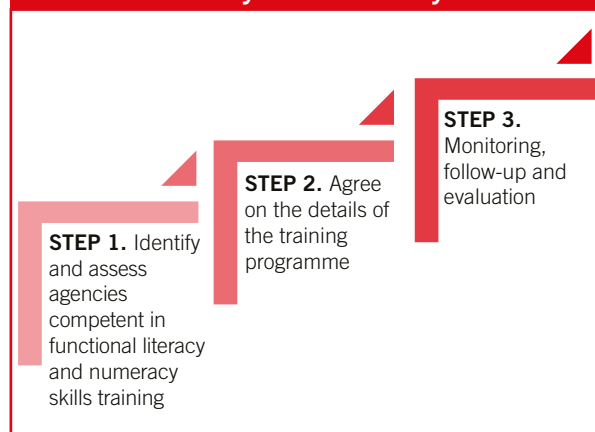 STEP 1. Identify
and assess
agencies
competent in
functional literacy
and numeracy
skills training
STEP 2. Agree
on the details of
the training
programme
STEP 3.
Monitoring,
follow-up and
evaluation